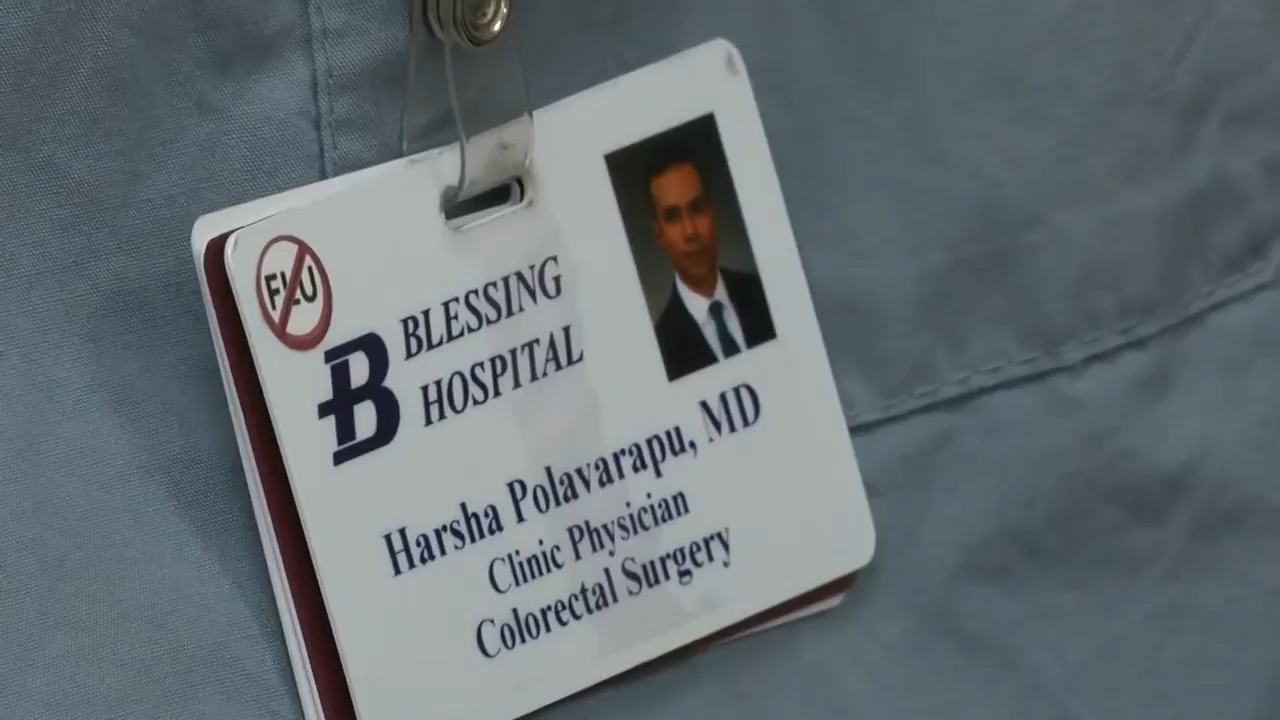 FLU
B BLESSING
HOSPITAL
Harsha Polavarapu, MD
Clinic Physician
Colorectal Surgery